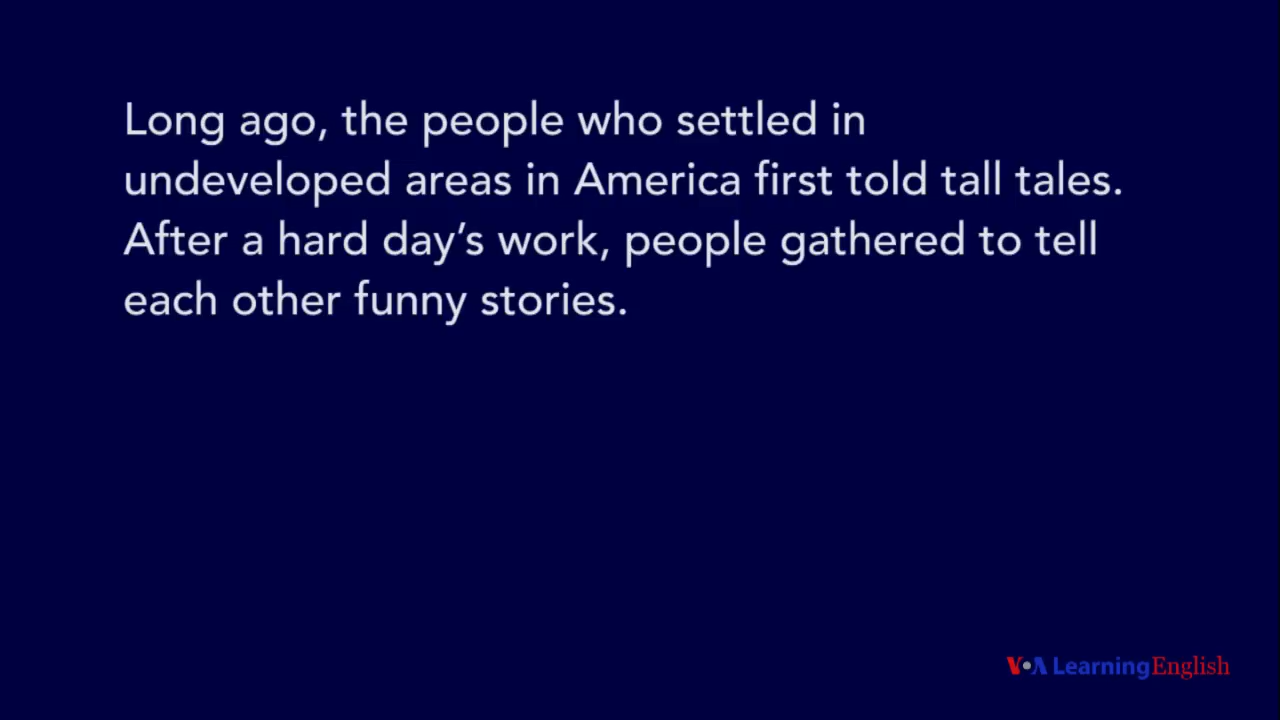 Long ago, the people who settled in
undeveloped areas in America first told tall tales.
After a hard day’s work, people gathered to tell
each other funny stories.
VOA Learning English